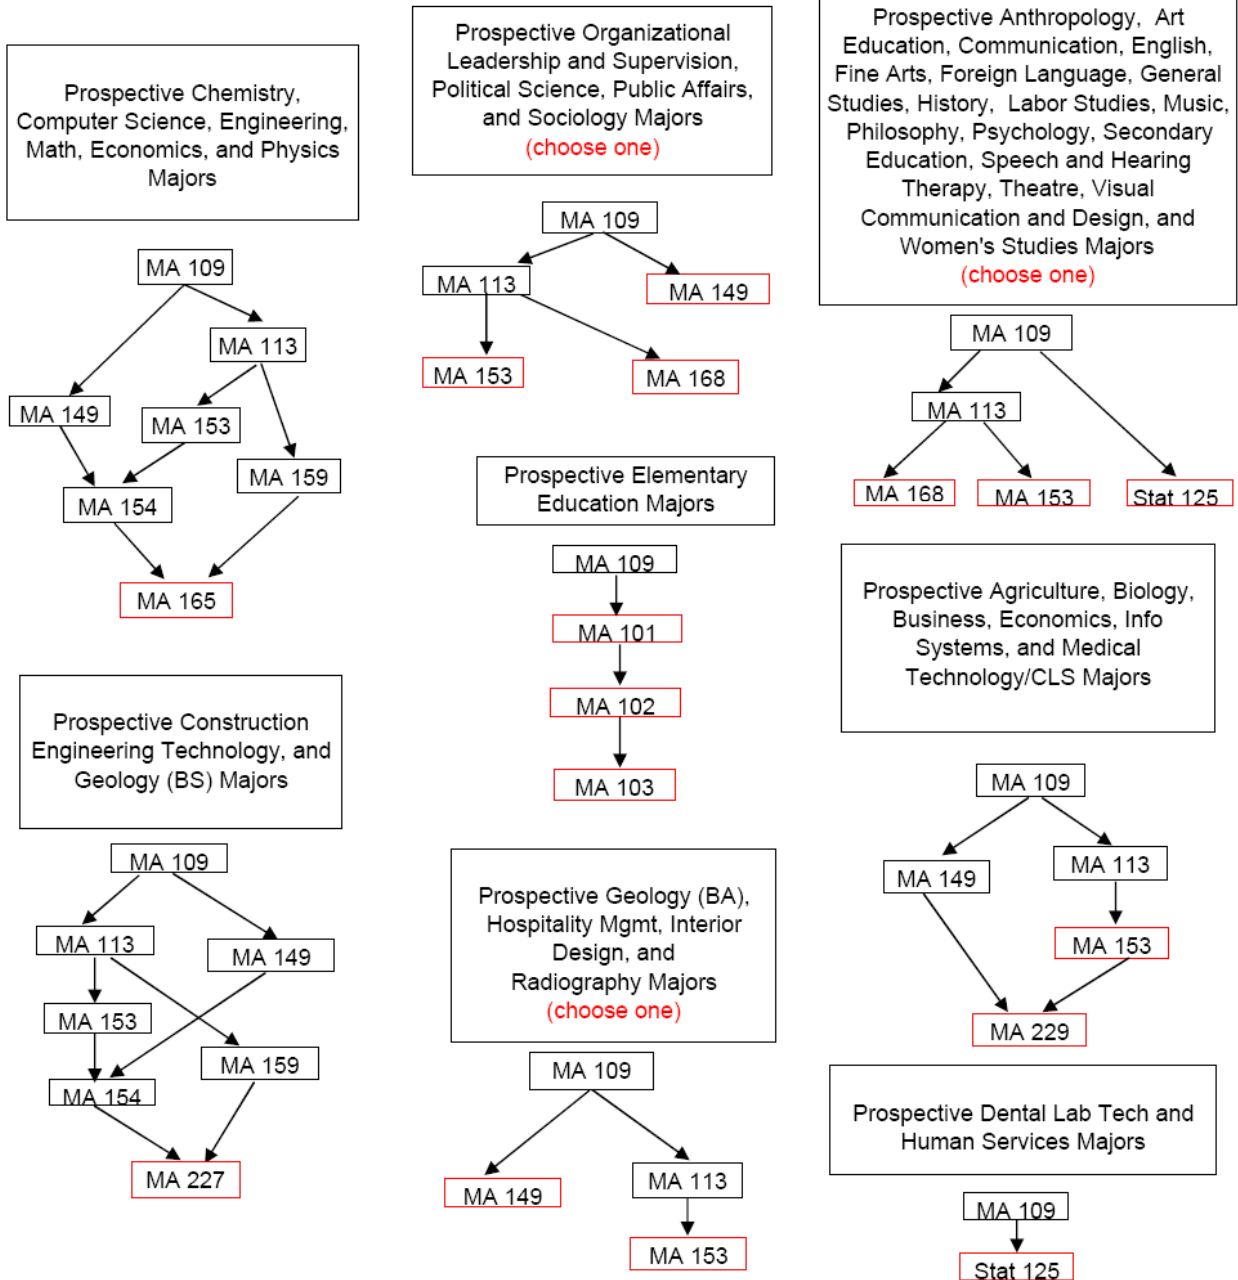 Prospective Chemistry,
Computer Science, Engineering,
Math, Economics, and Physics
Majors
MA 109
MA 113
MA 149
MA 153
MA 159
MA 154
MA 165
Prospective Construction
Engineering Technology, and
Geology (BS) Majors
MA 109
MA 113
MA 149
MA 153
MA 159
MA 154
MA 227
Prospective Organizational
Leadership and Supervision,
Political Science, Public Affairs,
and Sociology Majors
(choose one)
MA 109
MA 113
MA 149
MA 153
MA 168
Prospective Elementary
Education Majors
MA 109
MA 101
MA 102
MA 103
Prospective Geology (BA),
Hospitality Mgmt, Interior
Design, and
Radiography Majors
(choose one)
MA 109
MA 149
MA 113
MA 153
Prospective Anthropology, Art
Education, Communication, English,
Fine Arts, Foreign Language, General
Studies, History, Labor Studies, Music,
Philosophy, Psychology, Secondary
Education, Speech and Hearing
Therapy, Theatre, Visual
Communication and Design, and
Women's Studies Majors
(choose one)
MA 109
MA 113
MA 168
MA 153
Stat 125
Prospective Agriculture, Biology,
Business, Economics, Info
Systems, and Medical
Technology/CLS Majors
MA 109
MA 149
MA 113
MA 153
MA 229
Prospective Dental Lab Tech and
Human Services Majors
MA 109
Stat 125